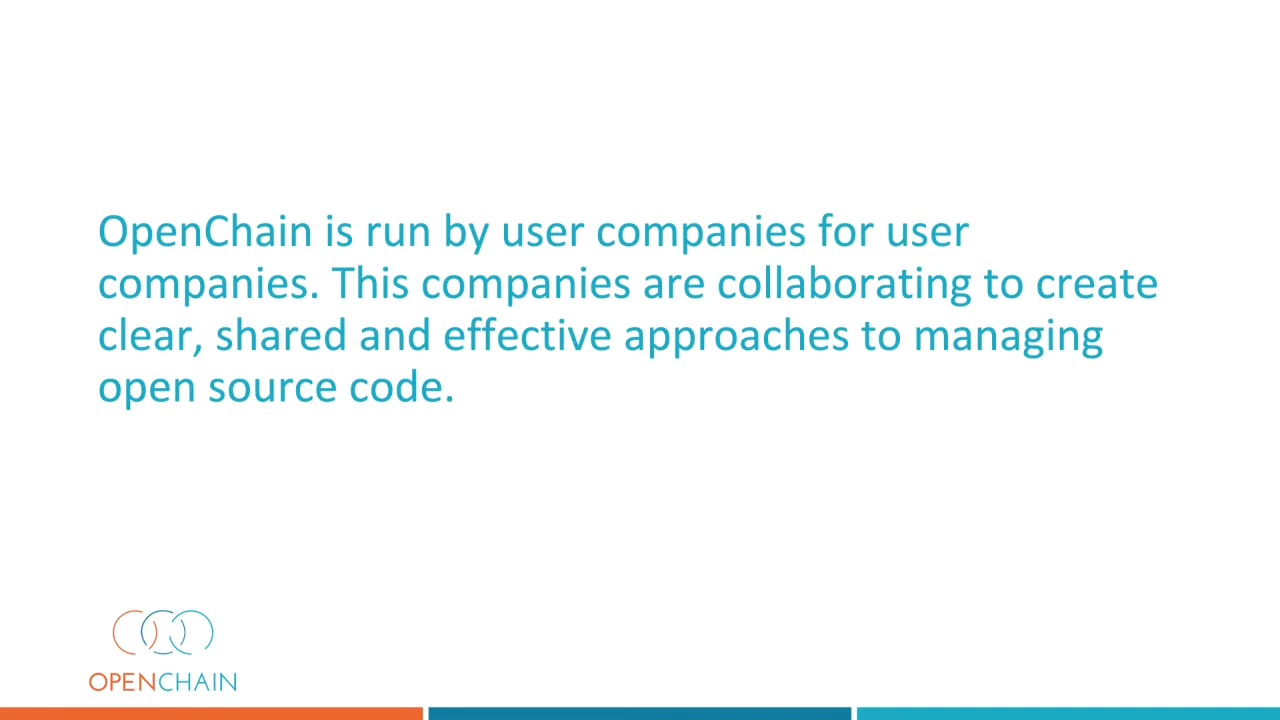 OpenChain is run by user companies for user
companies. This companies are collaborating to create
clear, shared and effective approaches to managing
open source code.
OPENCHAIN